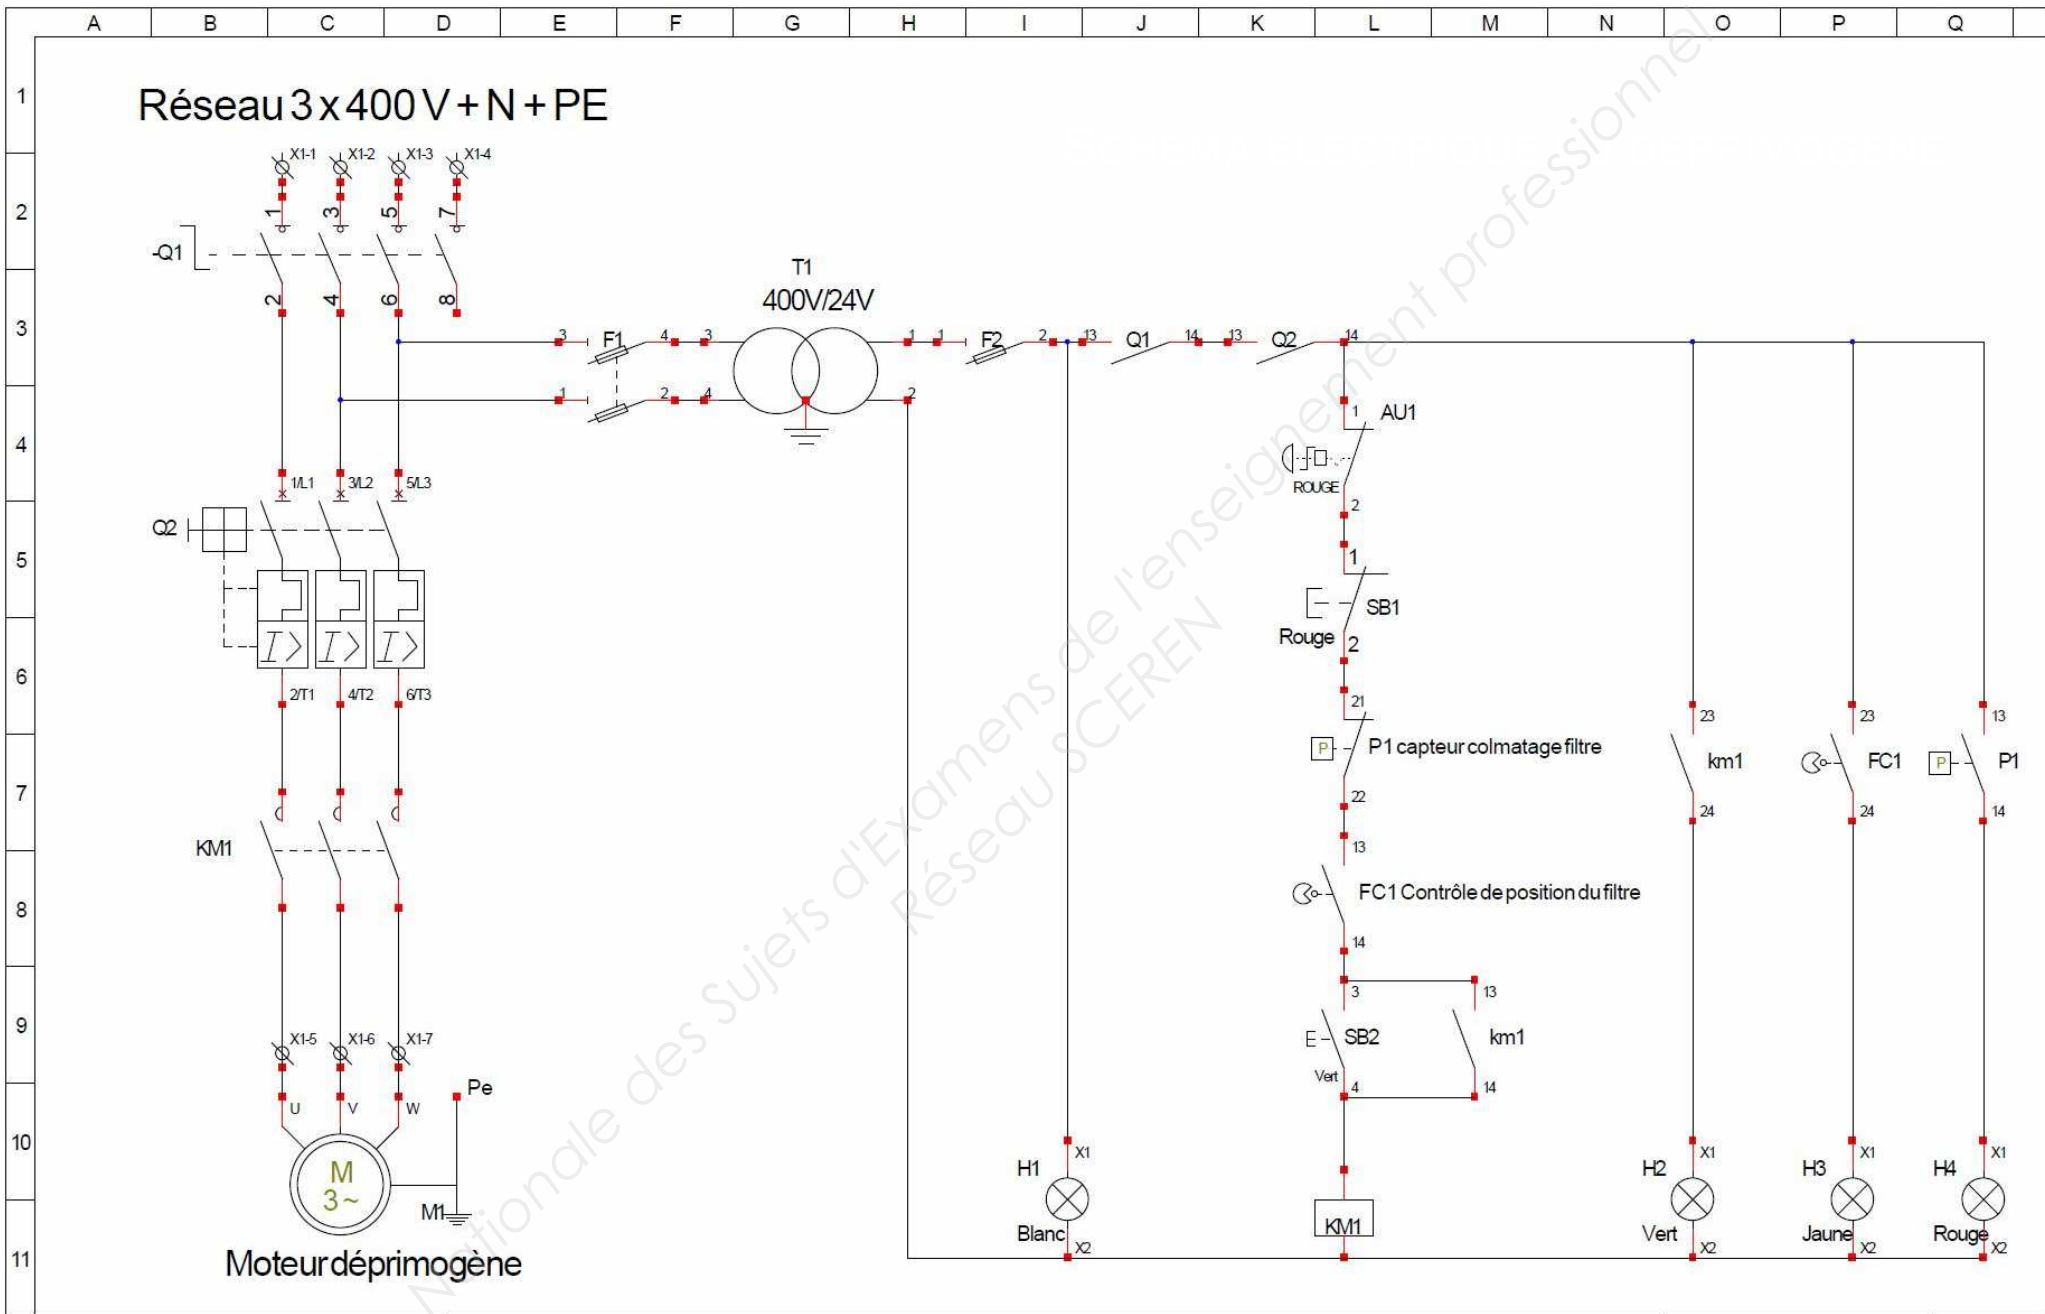 A B C D E F G H I J K L M N O P Q
1
Réseau 3 x 400 V + N + PE
X1-1 X1-2 X1-3 X1-4
2
1 3 5 7
-Q1
T1
400V/24V
2 4 6 8
3
3 F1 4 3 1 1 F2 2 13 Q1 14 13 Q2 14
1 2 4 2
1 AU1
4
ROUGE
1/L1 3/L2 5/L3
2
Q2
5
1
SB1
Rouge
2
I> I> I>
6
2/T1 4/T2 6/T3
21
23 23 13
P P1 capteur colmatage filtre
km1 FC1 P P1
7
22
24 24 14
KM1
13
8
FC1 Contrôle de position du filtre
14
3 13
9
X1-5 X1-6 X1-7
E SB2 km1
Vert
4 14
Pe
U V W
10
X1 X1 X1 X1
M
3 ~
H1 H2 H3 H4
M1
KM1
Blanc Vert Jaune Rouge
X2 X2 X2 X2
11
Moteur déprimogène
Nationale des Sujets d'Examens de l'enseignement professionnel
Réseau SCEREN